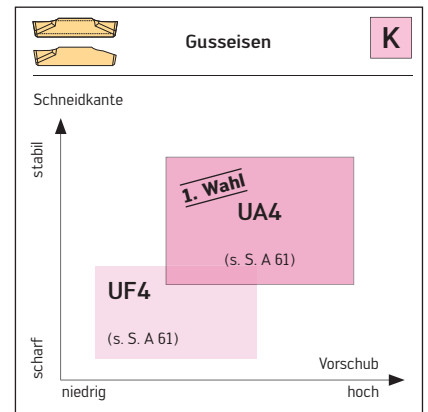 Gusseisen
K
Schneidkante
stabil
1. Wahl
UA4
(s. S. A 61)
UF4
(s. S. A 61)
scharf
Vorschub
niedrig
hoch